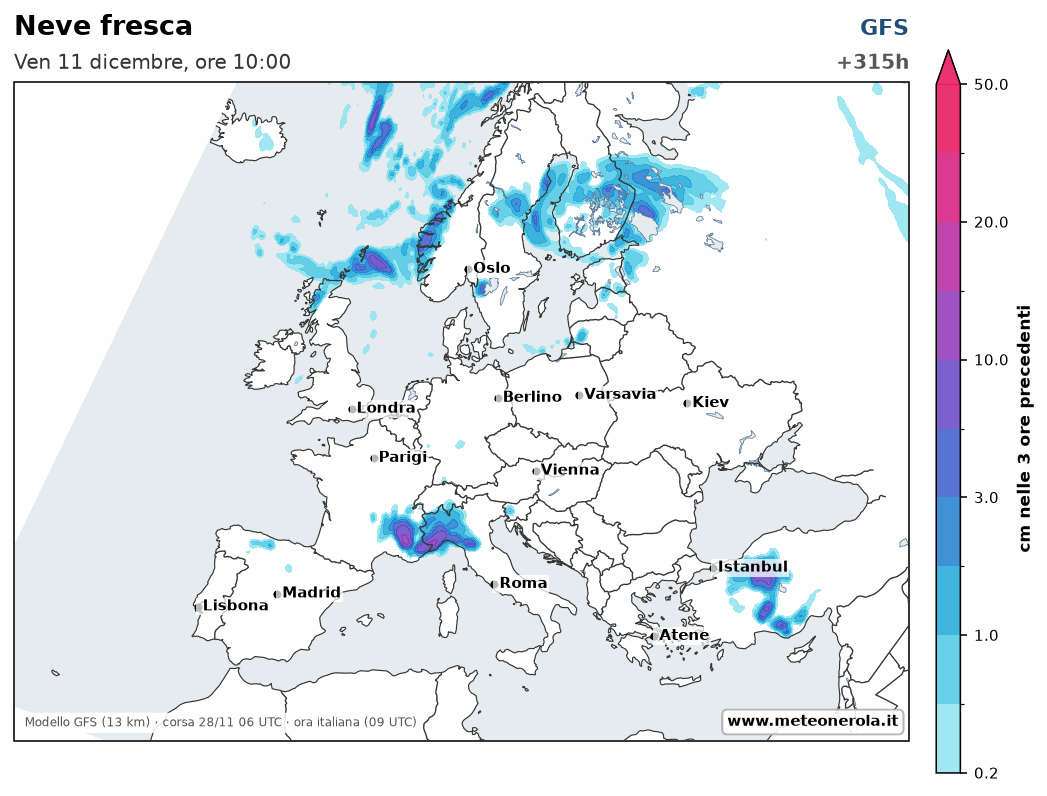 Neve fresca
GFS
Ven 11 dicembre, ore 10:00
+315h
50.0
20.0
10.0
3.0
1.0
0.2
cm nelle 3 ore precedenti
Oslo
Berlino
Varsavia
Kiev
Londra
Parigi
Vienna
Istanbul
Roma
Madrid
Lisbona
Atene
Modello GFS (13 km) · corsa 28/11 06 UTC · ora italiana (09 UTC)
www.meteonerola.it